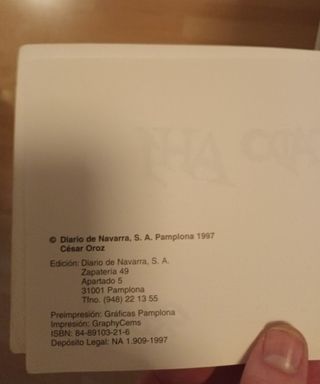 © Diario de Navarra, S. A. Pamplona 1997
César Oroz
Edición: Diario de Navarra, S. A.
Zapatería 49
Apartado 5
31001 Pamplona
Tfno. (948) 22 13 55
Preimpresión: Gráficas Pamplona
Impresión: GraphyCems
ISBN: 84-89103-21-6
Depósito Legal: NA 1.909-1997